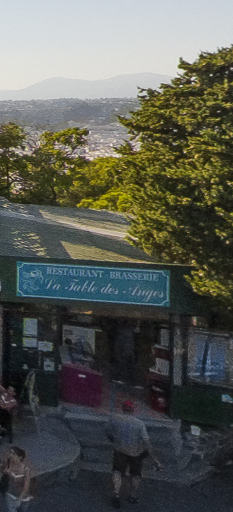 RESTAURANT - BRASSERIE
La Table des Anges